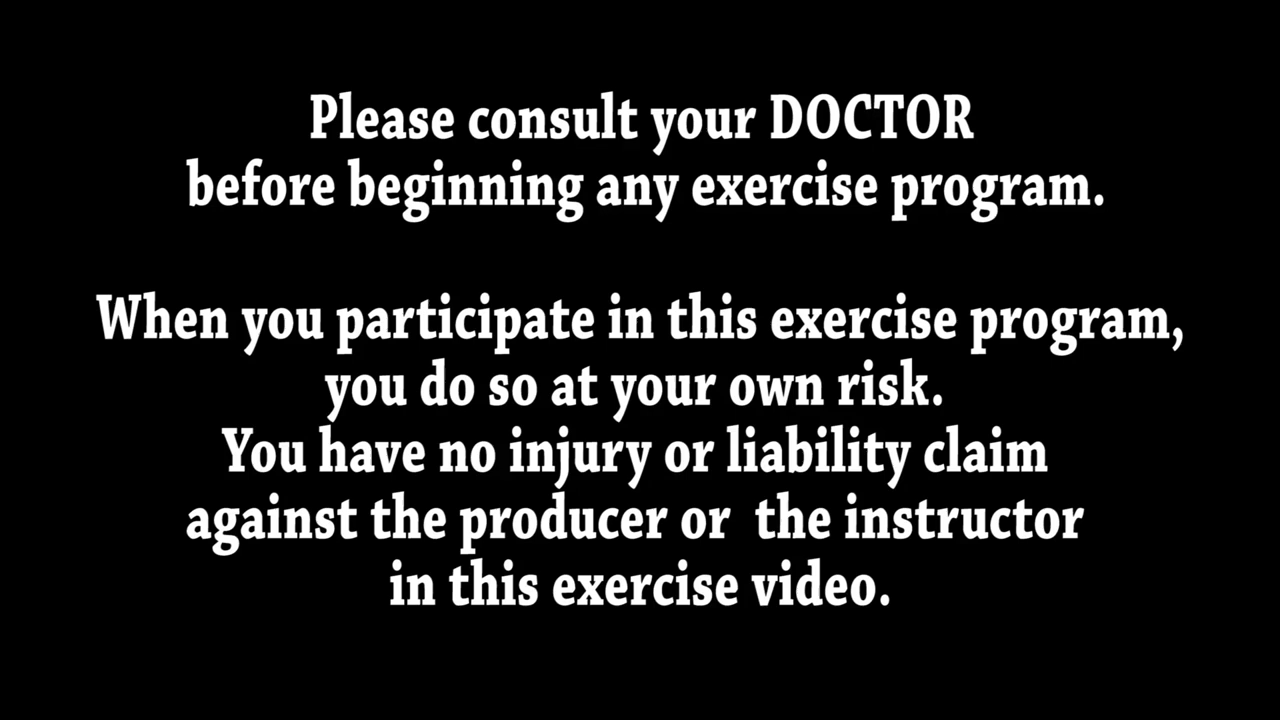 Please consult your DOCTOR
before beginning any exercise program.
When you participate in this exercise program,
you do so at your own risk.
You have no injury or liability claim
against the producer or  the instructor
in this exercise video.